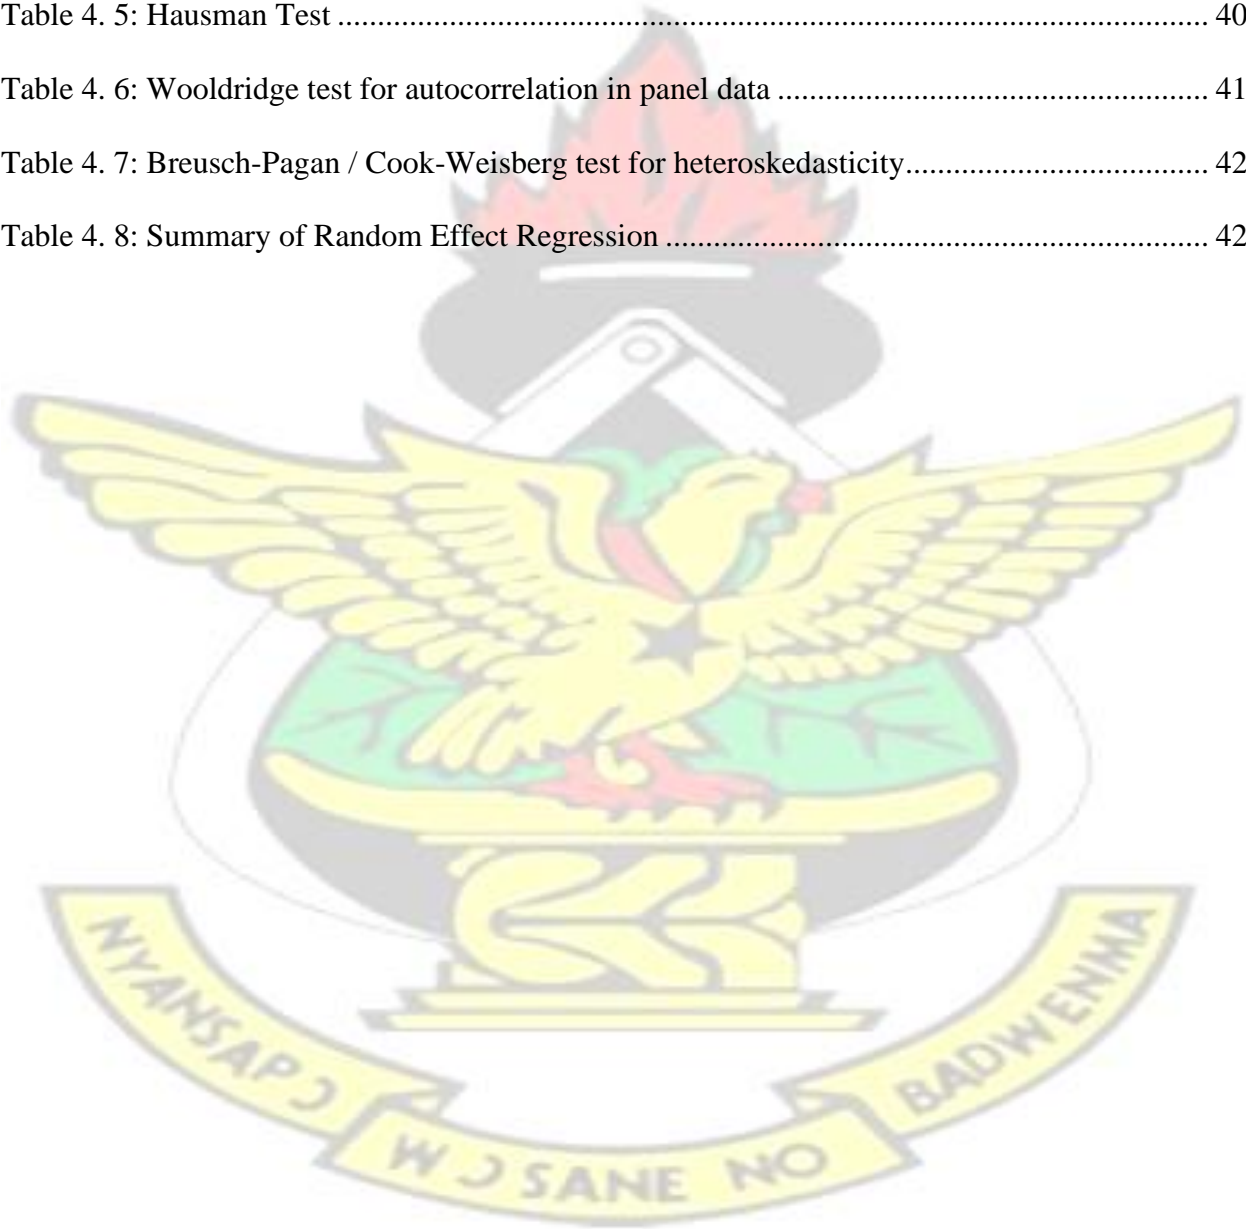 Table 4. 5: Hausman Test ........................................................................................................... 40
Table 4. 6: Wooldridge test for autocorrelation in panel data ..................................................... 41
Table 4. 7: Breusch-Pagan / Cook-Weisberg test for heteroskedasticity..................................... 42
Table 4. 8: Summary of Random Effect Regression ................................................................... 42
NYANSAPƆ
WƆSANE NO
BADWENMA